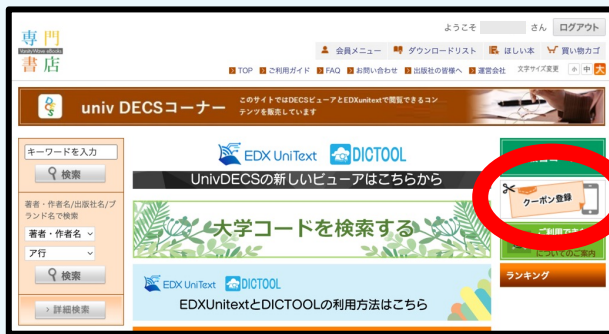 ようこそ さん ログアウト
専門
VarsityWave eBooks
書店
会員メニュー ダウンロードリスト ほしい本 買い物カゴ
TOP ご利用ガイド FAQ お問い合わせ 出版社の皆様へ 運営会社 文字サイズ変更 小 中 大
univ DECSコーナー
このサイトではDECSビューアとEDXunitextで閲覧できるコン
テンツを販売しています
キーワードを入力
検索
著者・作者名/出版社名/ブ
ランド名で検索
著者・作者名
ア行
検索
詳細検索
EDX UniText DICTOOL
UnivDECSの新しいビューアはこちらから
大学コードを検索する
EDX UniText DICTOOL
EDXUnitextとDICTOOLの利用方法はこちら
クーポン登録
ご利用できる
についてのご案内
ランキング